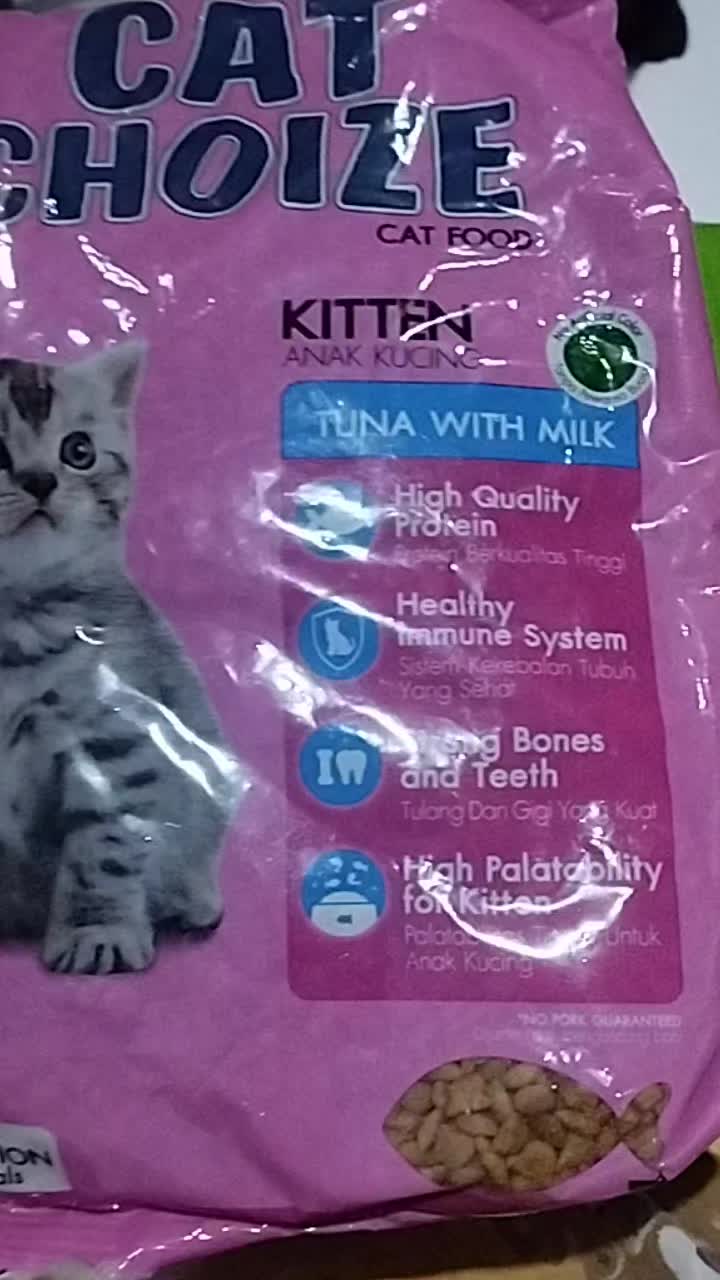 CAT
CHOIZE
CAT FOOD
KITTEN
ANAK KUCING
TUNA WITH MILK
High Quality
Protein
Protein Berkualitas Tinggi
Healthy
Immune System
Sistem Kekebalan Tubuh
Yang Sehat
Bones
and Teeth
Tulang Dan Gigi Yang Kuat
High Palatability
for Kitten
Untuk
Anak Kucing
*NO PORK GUARANTEED